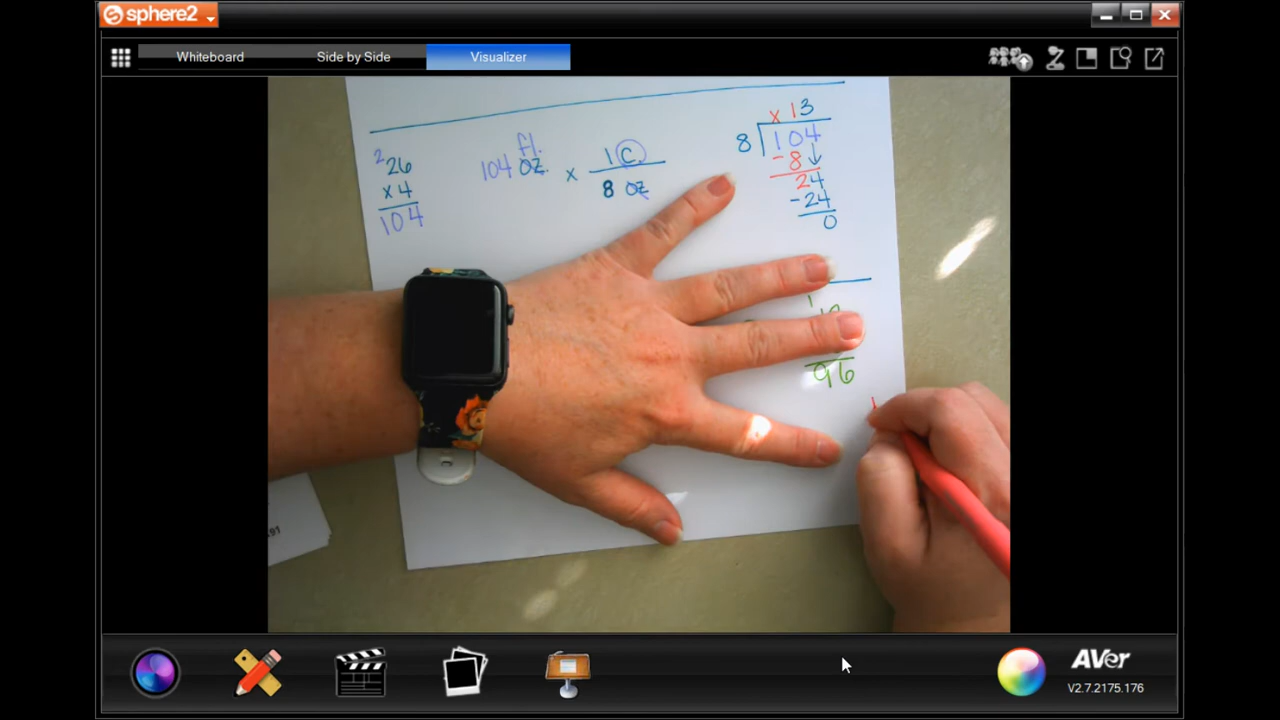 sphere2
Whiteboard Side by Side Visualizer
2
26
x 4
104
fl.
104 oz. x 1 C. / 8 oz
x 13
8 104
-8
24
-24
0
1
96
AVer
V2.7.2175.176